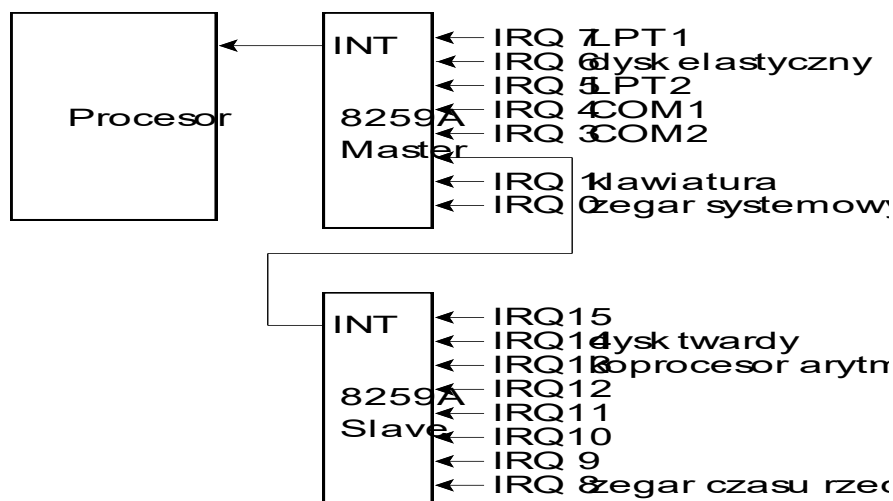 INT
IRQ 7 LPT1
IRQ 6 dysk elastyczny
IRQ 5 LPT2
Procesor
8259A
IRQ 4 COM1
Master
IRQ 3 COM2
IRQ 1 klawiatura
IRQ 0 zegar systemowy
INT
IRQ15
IRQ14 dysk twardy
IRQ13 koprocesor arytm
8259A
IRQ12
Slave
IRQ11
IRQ10
IRQ 9
IRQ 8 zegar czasu rzec